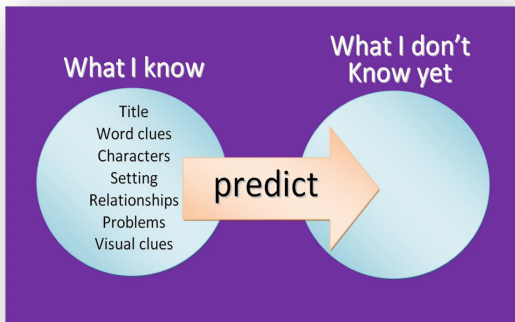 What I know
Title
Word clues
Characters
Setting
Relationships
Problems
Visual clues
predict
What I don't
Know yet